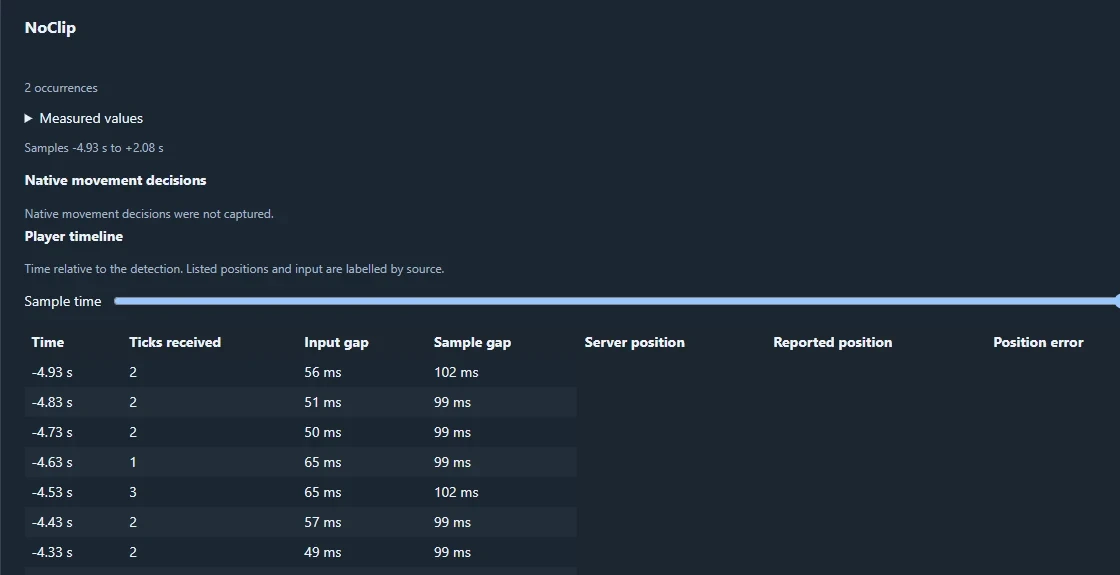 NoClip
2 occurrences
▶ Measured values
Samples -4.93 s to +2.08 s
Native movement decisions
Native movement decisions were not captured.
Player timeline
Time relative to the detection. Listed positions and input are labelled by source.
Sample time
Time Ticks received Input gap Sample gap Server position Reported position Position error
-4.93 s 2 56 ms 102 ms
-4.83 s 2 51 ms 99 ms
-4.73 s 2 50 ms 99 ms
-4.63 s 1 65 ms 99 ms
-4.53 s 3 65 ms 102 ms
-4.43 s 2 57 ms 99 ms
-4.33 s 2 49 ms 99 ms